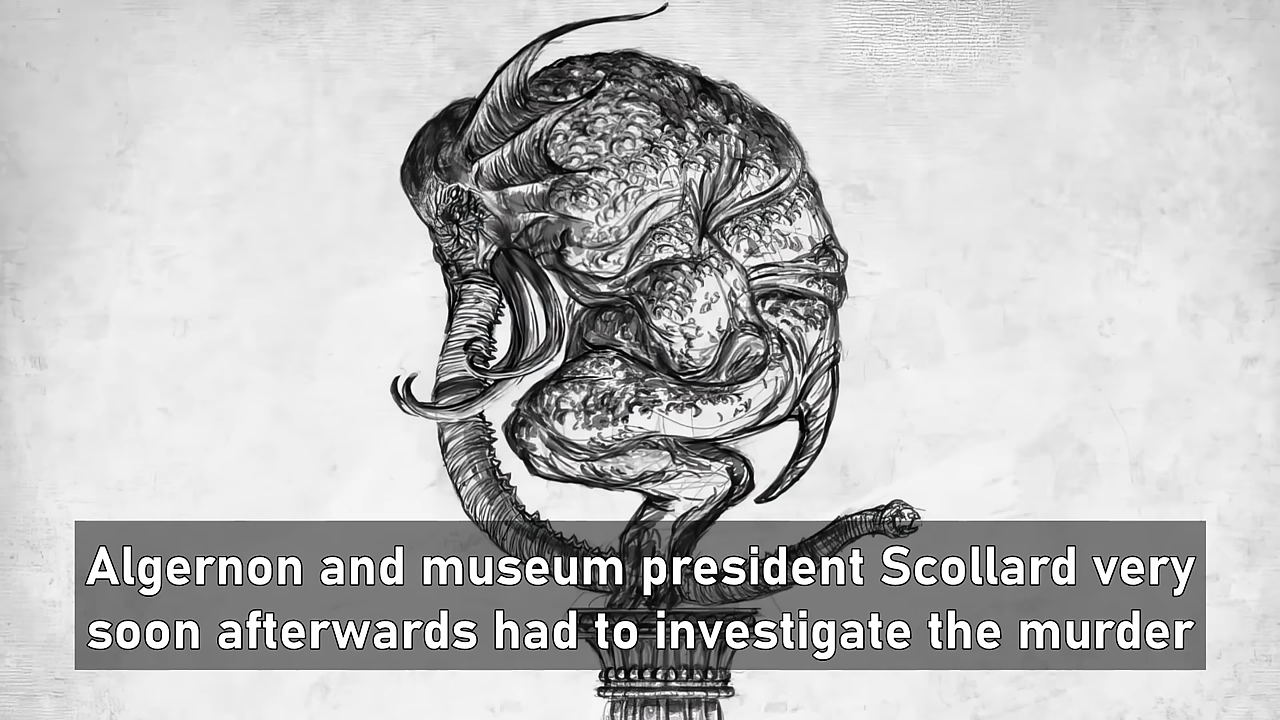 Algernon and museum president Scollard very
soon afterwards had to investigate the murder